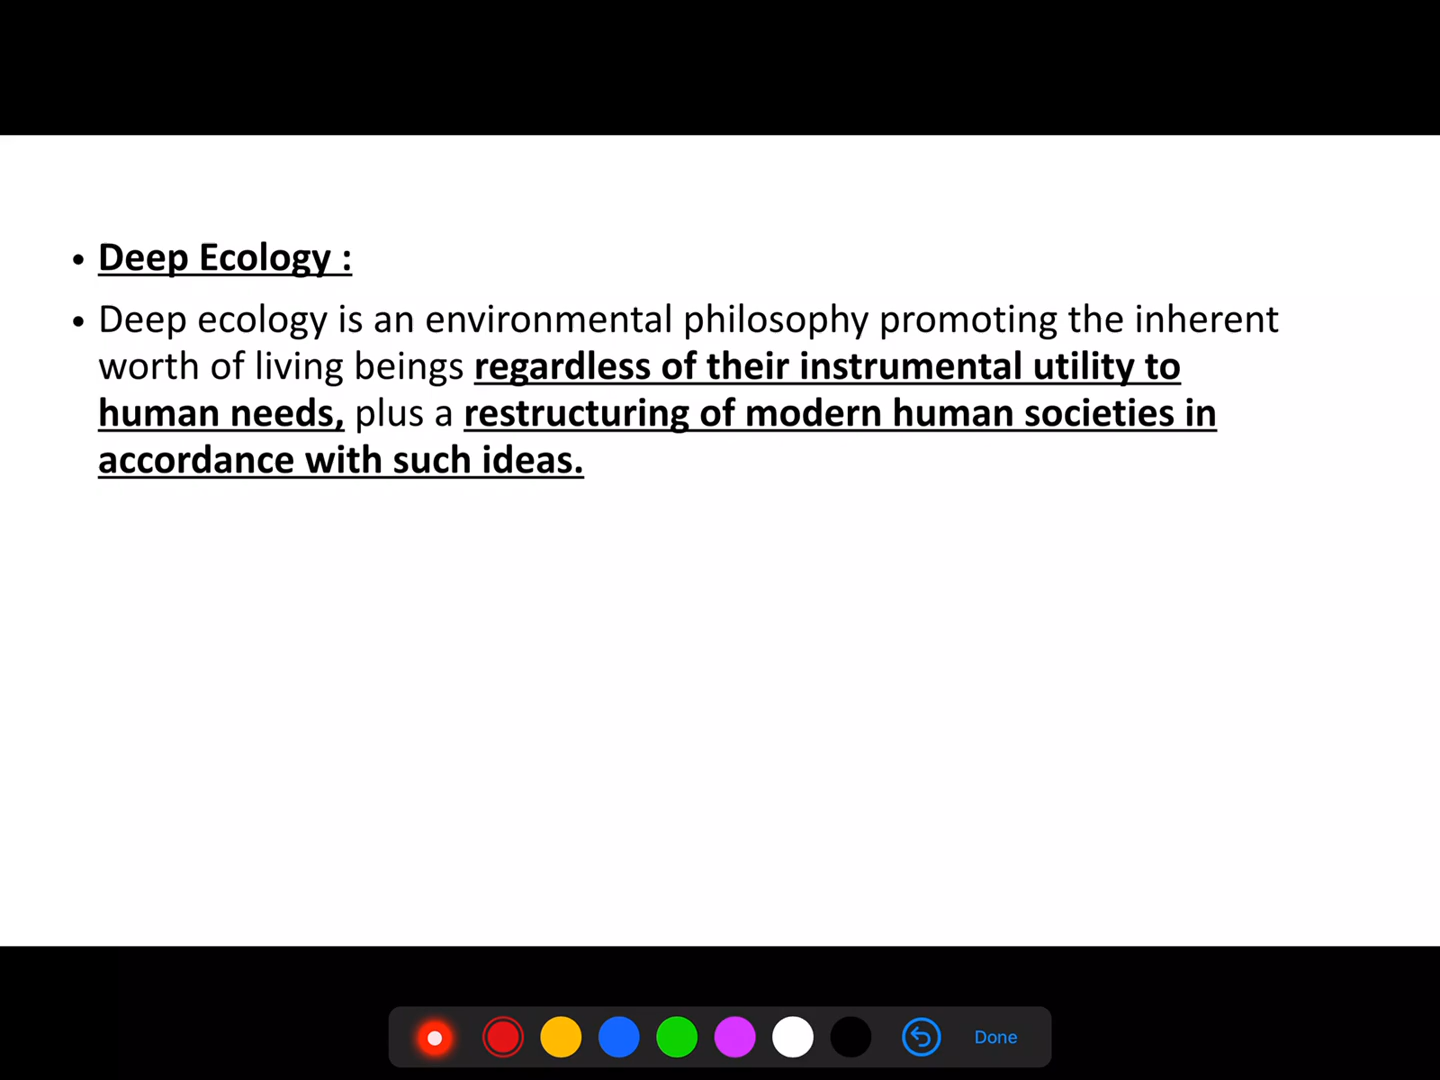 • Deep Ecology :
• Deep ecology is an environmental philosophy promoting the inherent
worth of living beings regardless of their instrumental utility to
human needs, plus a restructuring of modern human societies in
accordance with such ideas.
Done